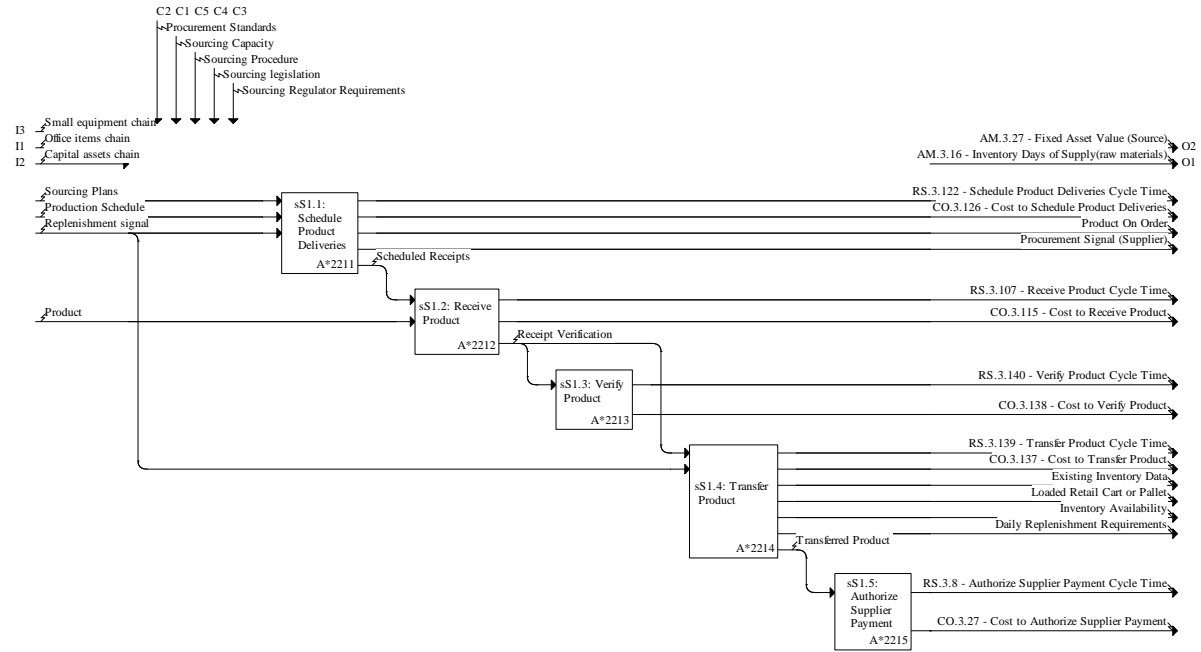 C2 C1 C5 C4 C3
Procurement Standards
Sourcing Capacity
Sourcing Procedure
Sourcing legislation
Sourcing Regulator Requirements
I3 Small equipment chain
I1 Office items chain
I2 Capital assets chain
AM.3.27 - Fixed Asset Value (Source) O2
AM.3.16 - Inventory Days of Supply(raw materials) O1
Sourcing Plans
Production Schedule
Replenishment signal
sS1.1:
Schedule
Product
Deliveries
A*2211
RS.3.122 - Schedule Product Deliveries Cycle Time
CO.3.126 - Cost to Schedule Product Deliveries
Product On Order
Procurement Signal (Supplier)
Scheduled Receipts
Product
sS1.2: Receive
Product
A*2212
RS.3.107 - Receive Product Cycle Time
CO.3.115 - Cost to Receive Product
Receipt Verification
sS1.3: Verify
Product
A*2213
RS.3.140 - Verify Product Cycle Time
CO.3.138 - Cost to Verify Product
sS1.4: Transfer
Product
A*2214
RS.3.139 - Transfer Product Cycle Time
CO.3.137 - Cost to Transfer Product
Existing Inventory Data
Loaded Retail Cart or Pallet
Inventory Availability
Daily Replenishment Requirements
Transferred Product
sS1.5:
Authorize
Supplier
Payment
A*2215
RS.3.8 - Authorize Supplier Payment Cycle Time
CO.3.27 - Cost to Authorize Supplier Payment